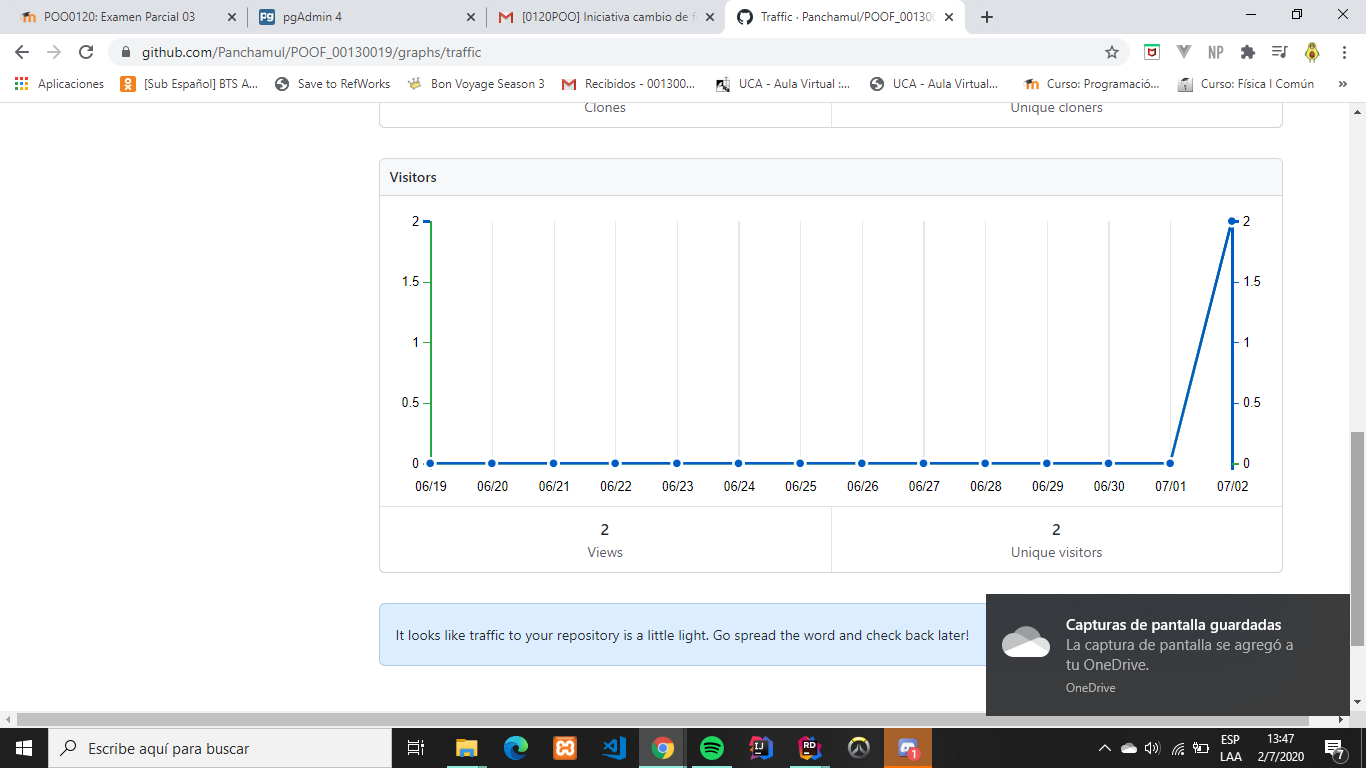 POO0120: Examen Parcial 03
pgAdmin 4
[0120POO] Iniciativa cambio de f
Traffic · Panchamul/POOF_00130
github.com/Panchamul/POOF_00130019/graphs/traffic
NP
Aplicaciones
[Sub Español] BTS A...
Save to RefWorks
Bon Voyage Season 3
Recibidos - 001300...
UCA - Aula Virtual :...
UCA - Aula Virtual...
Curso: Programació...
Curso: Física I Común
»
Clones
Unique cloners
Visitors
2
1.5
1
0.5
0
2
1.5
1
0.5
0
06/19 06/20 06/21 06/22 06/23 06/24 06/25 06/26 06/27 06/28 06/29 06/30 07/01 07/02
2
Views
2
Unique visitors
It looks like traffic to your repository is a little light. Go spread the word and check back later!
Capturas de pantalla guardadas
La captura de pantalla se agregó a
tu OneDrive.
OneDrive
Escribe aquí para buscar
IJ
RD
1
ESP
LAA
13:47
2/7/2020
7